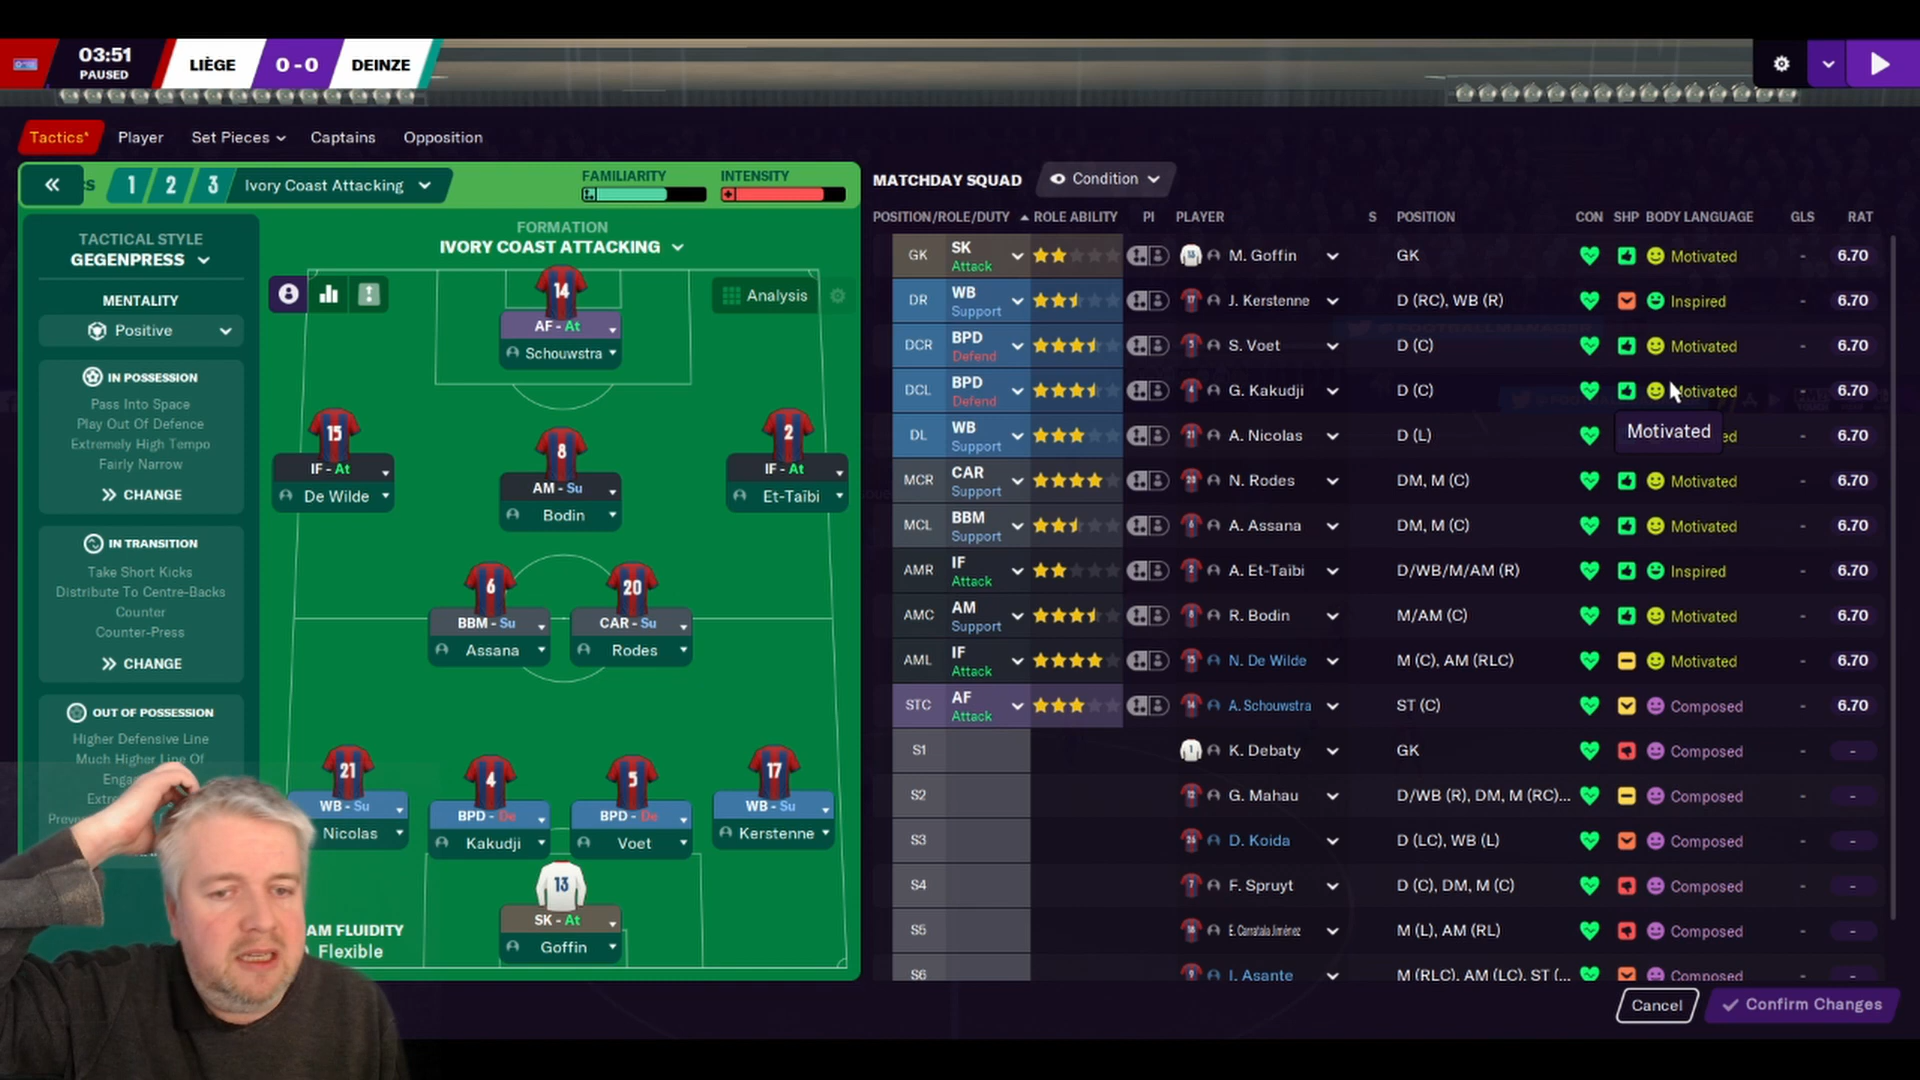 03:51
PAUSED
LIÈGE
0 - 0
DEINZE
Tactics*
Player
Set Pieces
Captains
Opposition
1 2 3
Ivory Coast Attacking
FAMILIARITY
INTENSITY
TACTICAL STYLE
GEGENPRESS
MENTALITY
Positive
IN POSSESSION
Pass Into Space
Play Out Of Defence
Extremely High Tempo
Fairly Narrow
CHANGE
IN TRANSITION
Take Short Kicks
Distribute To Centre-Backs
Counter
Counter-Press
CHANGE
OUT OF POSSESSION
Higher Defensive Line
Much Higher Line Of
FORMATION
IVORY COAST ATTACKING
Analysis
14
AF - At
Schouwstra
15
IF - At
De Wilde
8
AM - Su
Bodin
2
IF - At
Et-Taïbi
6
BBM - Su
Assana
20
CAR - Su
Rodes
21
WB - Su
Nicolas
4
BPD - De
Kakudji
5
BPD - De
Voet
17
WB - Su
Kerstenne
13
SK - At
Goffin
AM FLUIDITY
Flexible
MATCHDAY SQUAD
Condition
POSITION/ROLE/DUTY ROLE ABILITY PI PLAYER S POSITION CON SHP BODY LANGUAGE GLS RAT
GK SK Attack M. Goffin GK Motivated - 6.70
DR WB Support J. Kerstenne D (RC), WB (R) Inspired - 6.70
DCR BPD Defend S. Voet D (C) Motivated - 6.70
DCL BPD Defend G. Kakudji D (C) Motivated - 6.70
DL WB Support A. Nicolas D (L) ed - 6.70
Motivated
MCR CAR Support N. Rodes DM, M (C) Motivated - 6.70
MCL BBM Support A. Assana DM, M (C) Motivated - 6.70
AMR IF Attack A. Et-Taïbi D/WB/M/AM (R) Inspired - 6.70
AMC AM Support R. Bodin M/AM (C) Motivated - 6.70
AML IF Attack N. De Wilde M (C), AM (RLC) Motivated - 6.70
STC AF Attack A. Schouwstra ST (C) Composed - 6.70
S1 K. Debaty GK Composed - -
S2 G. Mahau D/WB (R), DM, M (RC)... Composed - -
S3 D. Koida D (LC), WB (L) Composed - -
S4 F. Spruyt D (C), DM, M (C) Composed - -
S5 E. Carratala Jiménez M (L), AM (RL) Composed - -
S6 I. Asante M (RLC), AM (LC), ST (... Composed - -
Cancel
Confirm Changes